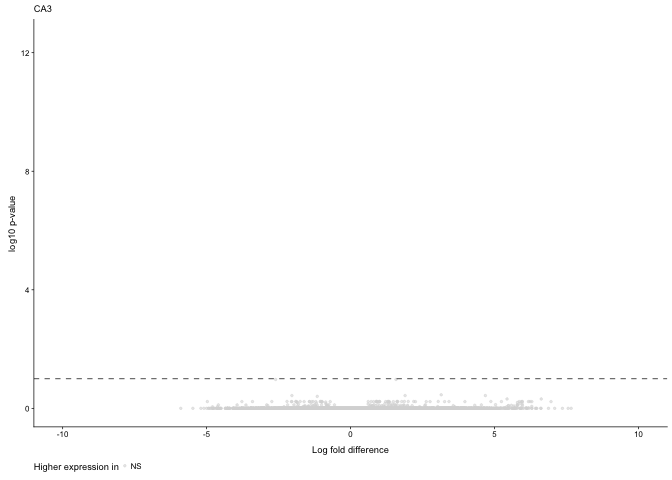 CA3
12
8
4
0
log10 p-value
-10 -5 0 5 10
Log fold difference
Higher expression in NS